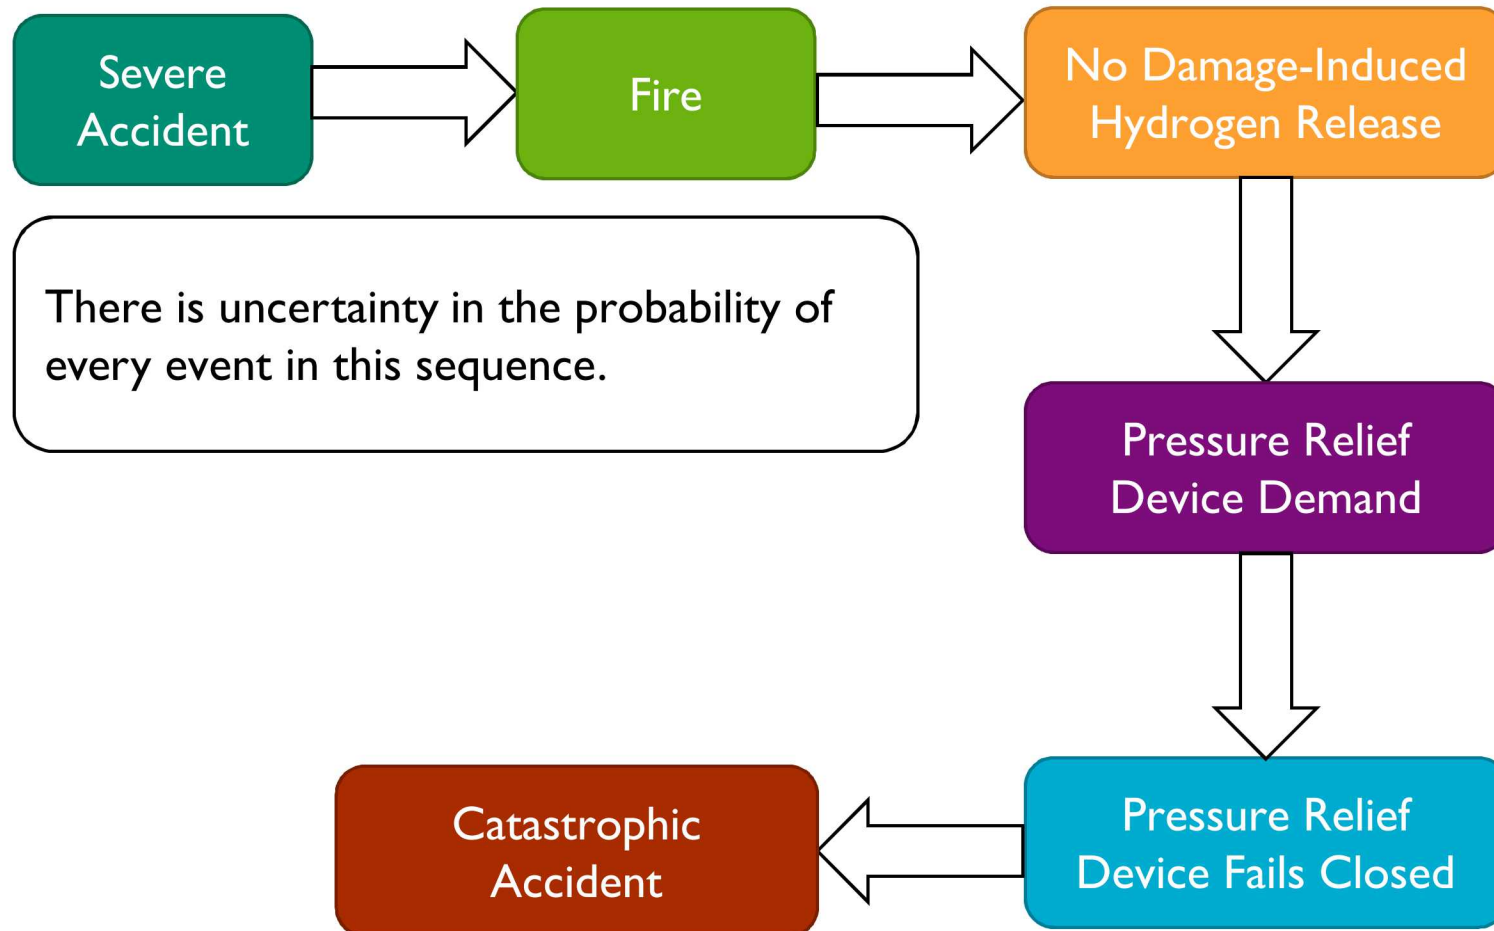 Severe
Accident
Fire
No Damage-Induced
Hydrogen Release
There is uncertainty in the probability of
every event in this sequence.
Pressure Relief
Device Demand
Catastrophic
Accident
Pressure Relief
Device Fails Closed